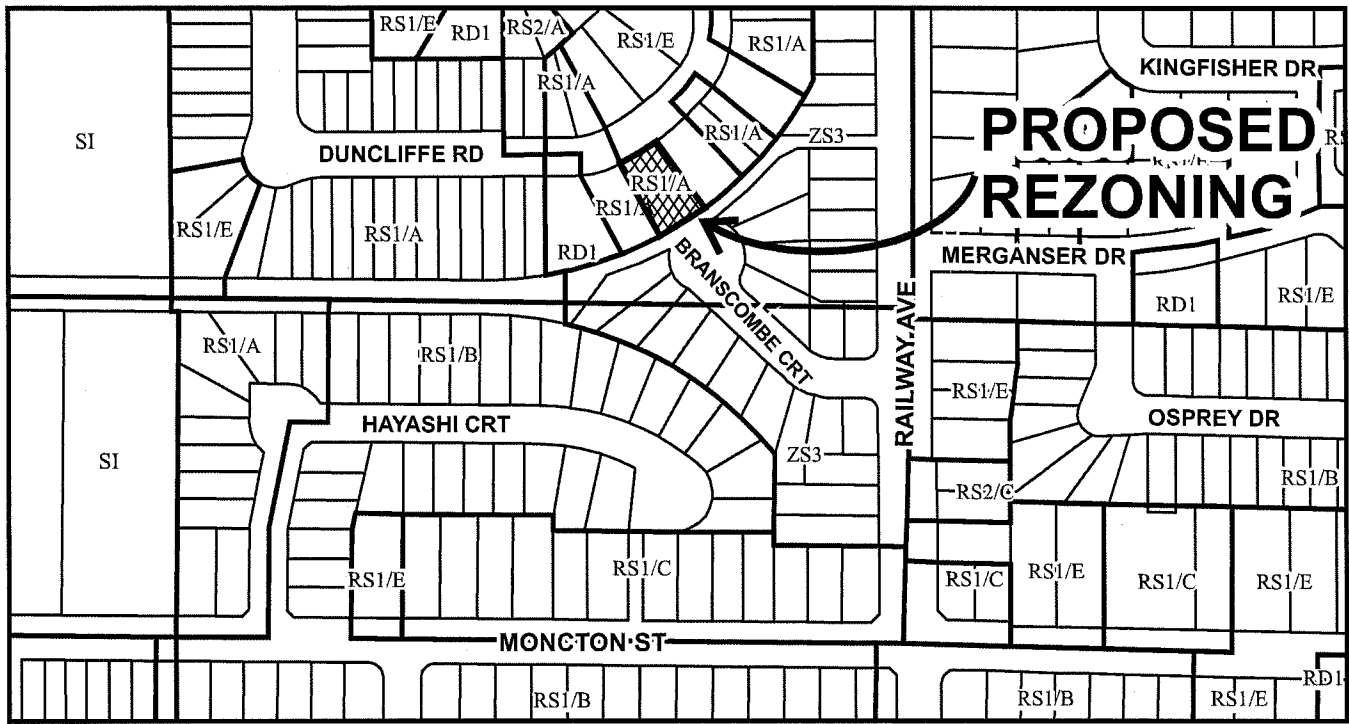 RS1/E
RD1
RS2/A
RS1/E
RS1/A
KINGFISHER DR
RS1/A
SI
RS1/A
ZS3
PROPOSED
REZONING
DUNCLIFFE RD
RS1/E
RS1/A
RS1/E
RS1/A
RD1
BRANSCOMBE CRT
MERGANSER DR
RD1
RS1/E
RAILWAY AVE
RS1/A
RS1/B
RS1/E
HAYASHI CRT
OSPREY DR
SI
ZS3
RS2/C
RS1/B
RS1/E
RS1/C
RS1/C
RS1/E
RS1/C
RS1/E
MONCTON ST
RS1/B
RS1/B
RS1/E
RD1